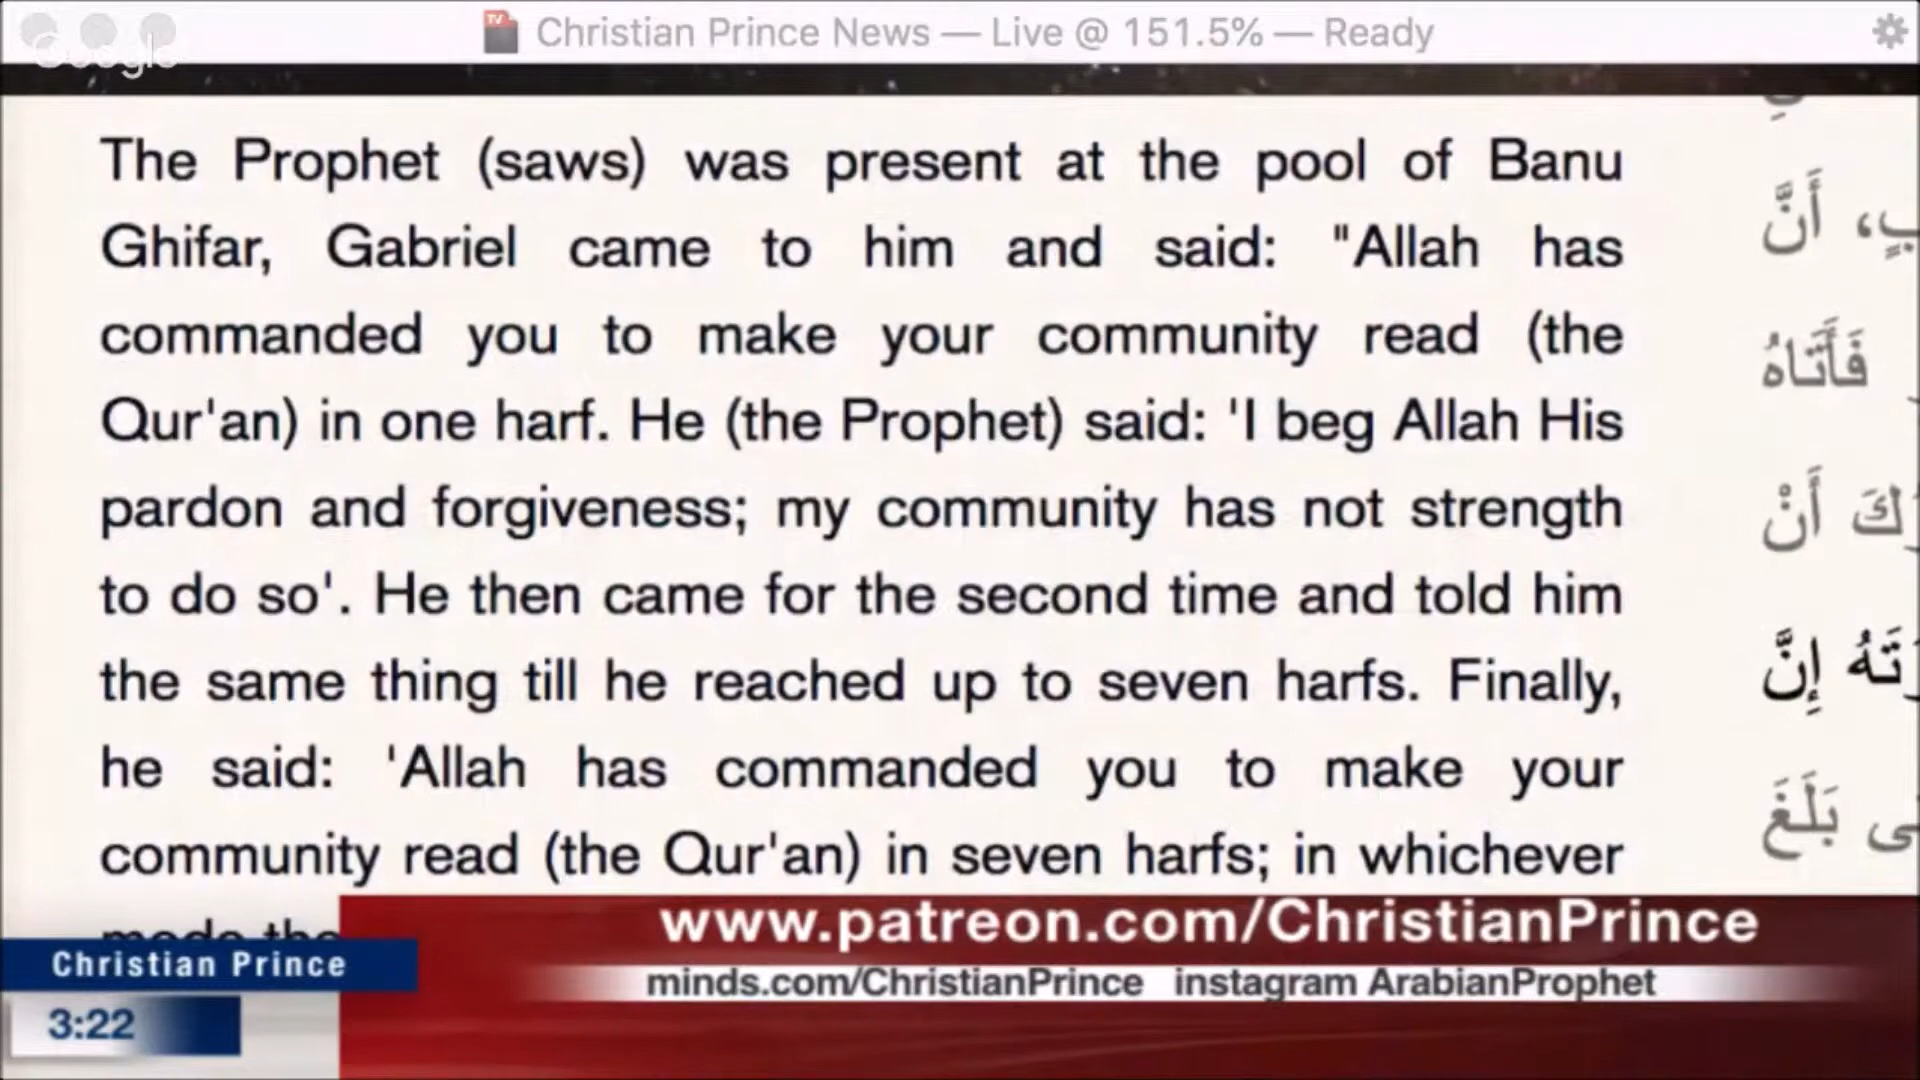 Christian Prince News — Live @ 151.5% — Ready
Google
The Prophet (saws) was present at the pool of Banu
Ghifar, Gabriel came to him and said: "Allah has
commanded you to make your community read (the
Qur'an) in one harf. He (the Prophet) said: 'I beg Allah His
pardon and forgiveness; my community has not strength
to do so'. He then came for the second time and told him
the same thing till he reached up to seven harfs. Finally,
he said: 'Allah has commanded you to make your
community read (the Qur'an) in seven harfs; in whichever
أَنَّ
فَأَتَاهُ
أَنْ
إِنَّ
بَلَغَ
www.patreon.com/ChristianPrince
Christian Prince
minds.com/ChristianPrince instagram ArabianProphet
3:22